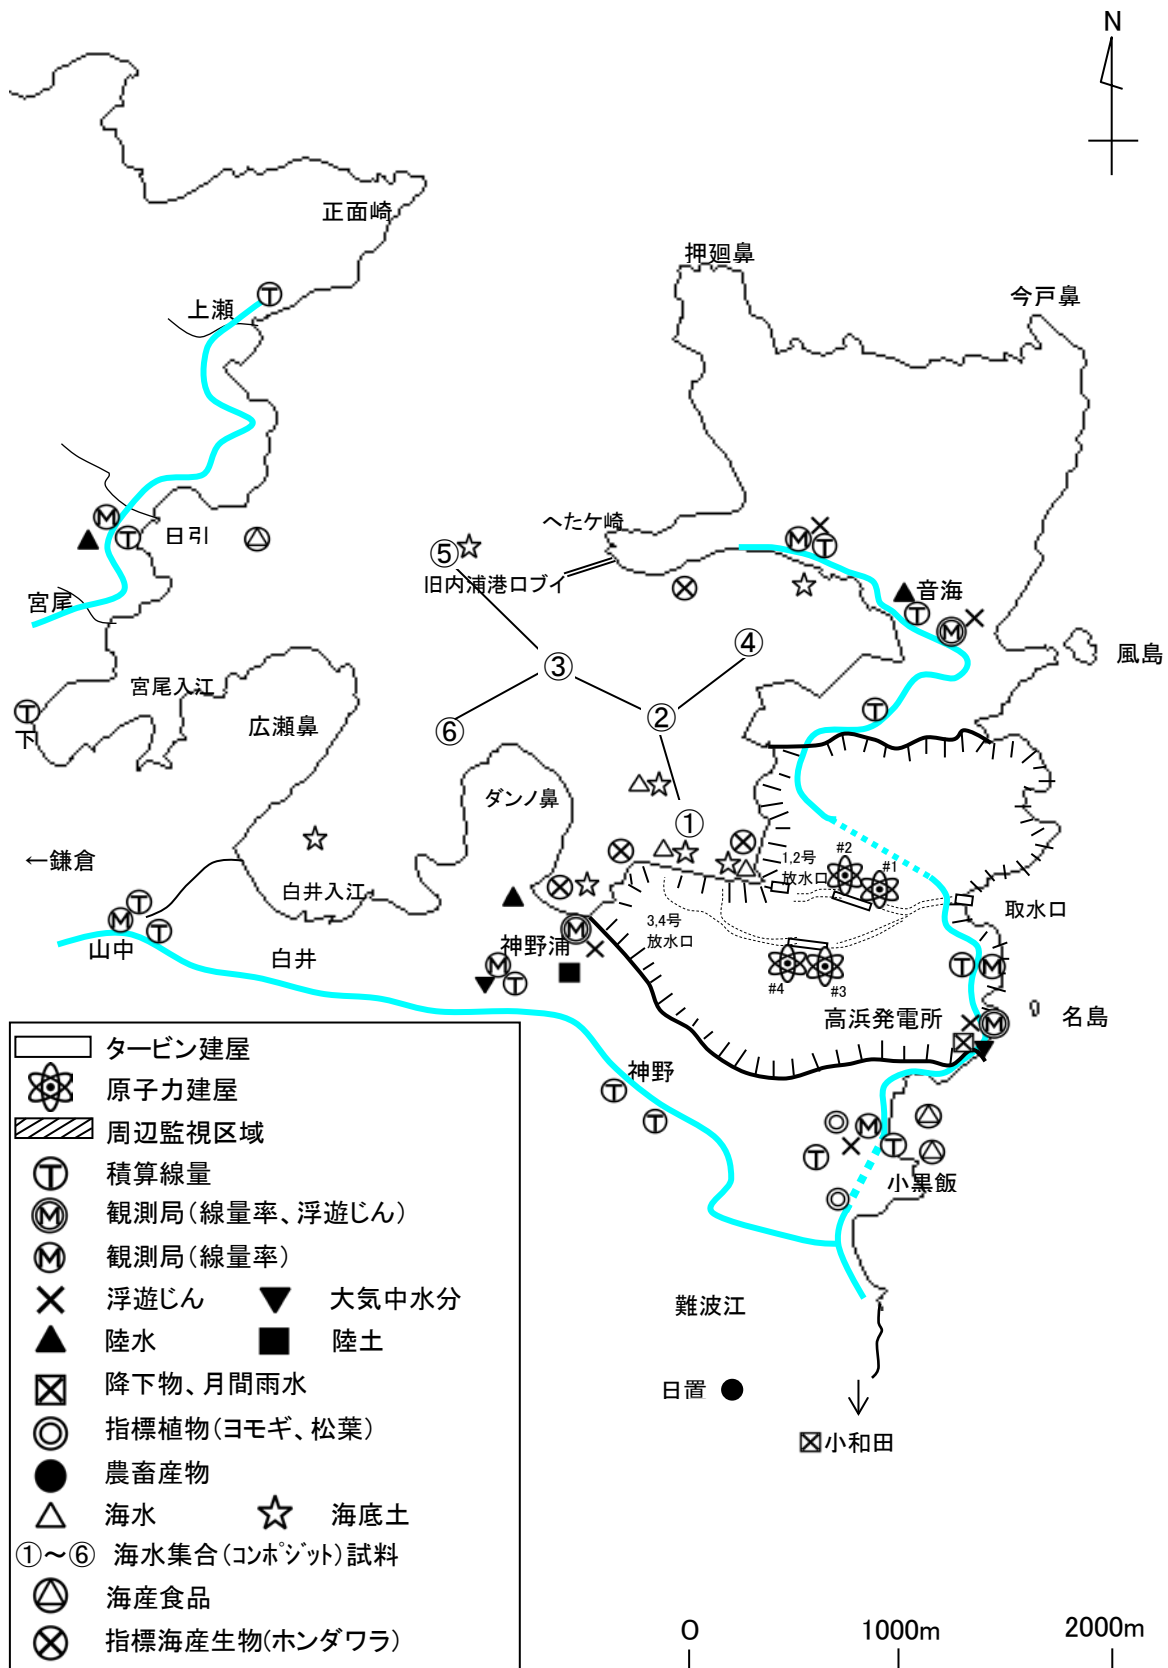 N
正面崎
押廻鼻
今戸鼻
上瀬
T
へたケ崎
M
T
M
T
日引
⑤
旧内浦港口ブイ
音海
T
M
宮尾
④
③
風島
宮尾入江
T
下
広瀬鼻
②
T
⑥
ダンノ鼻
①
#2
1,2号
放水口
#1
←鎌倉
白井入江
T
M
T
山中
白井
神野浦
M
3,4号
放水口
取水口
M
T
#4
#3
T
M
高浜発電所
M
名島
神野
T
T
M
T
T
小黒飯
難波江
日置
小和田
タービン建屋
原子力建屋
周辺監視区域
T 積算線量
M 観測局(線量率、浮遊じん)
M 観測局(線量率)
浮遊じん 大気中水分
陸水 陸土
降下物、月間雨水
指標植物(ヨモギ、松葉)
農畜産物
海水 海底土
①～⑥ 海水集合(コンポジット)試料
海産食品
指標海産生物(ホンダワラ)
O 1000m 2000m